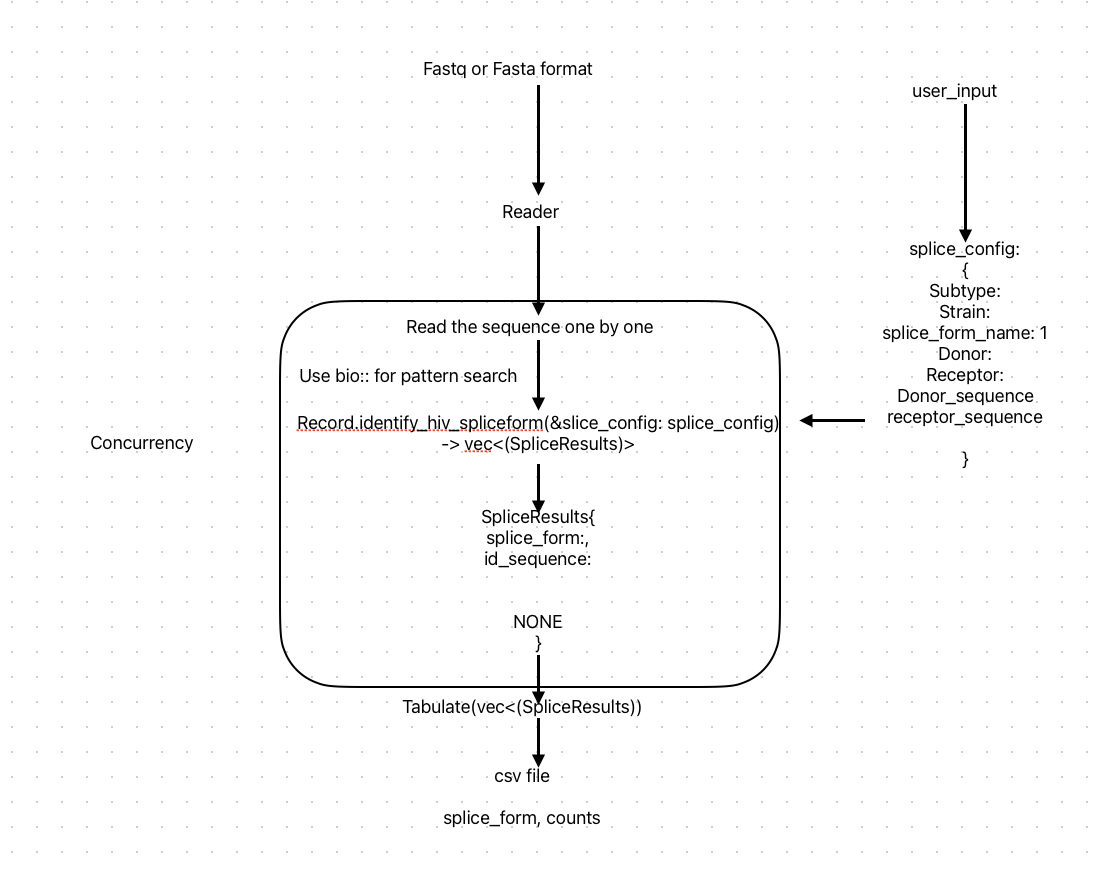 Fastq or Fasta format
user_input
Reader
splice_config:
{
Subtype:
Strain:
splice_form_name: 1
Donor:
Receptor:
Donor_sequence
receptor_sequence
}
Read the sequence one by one
Use bio:: for pattern search
Record.identify_hiv_spliceform(&slice_config: splice_config)
-> vec<(SpliceResults)>
Concurrency
SpliceResults{
splice_form:,
id_sequence:
NONE
}
Tabulate(vec<(SpliceResults))
csv file
splice_form, counts